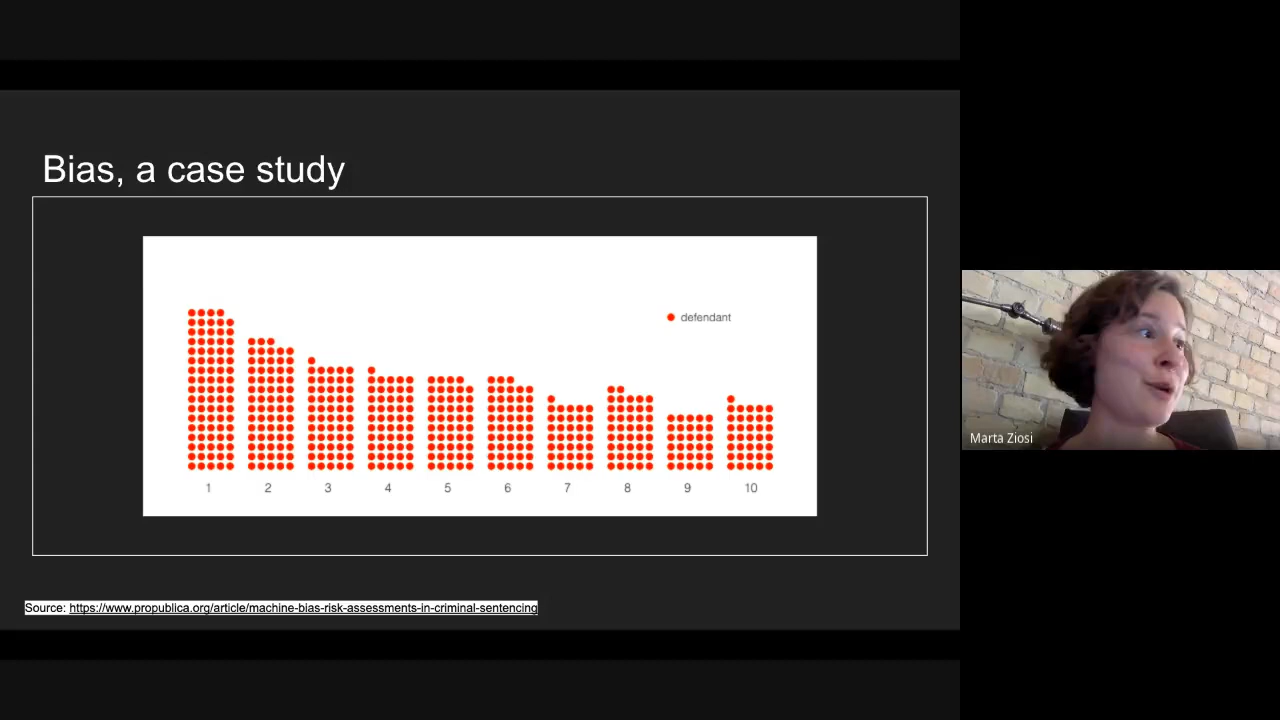 Bias, a case study
defendant
1 2 3 4 5 6 7 8 9 10
Source: https://www.propublica.org/article/machine-bias-risk-assessments-in-criminal-sentencing
Marta Ziosi